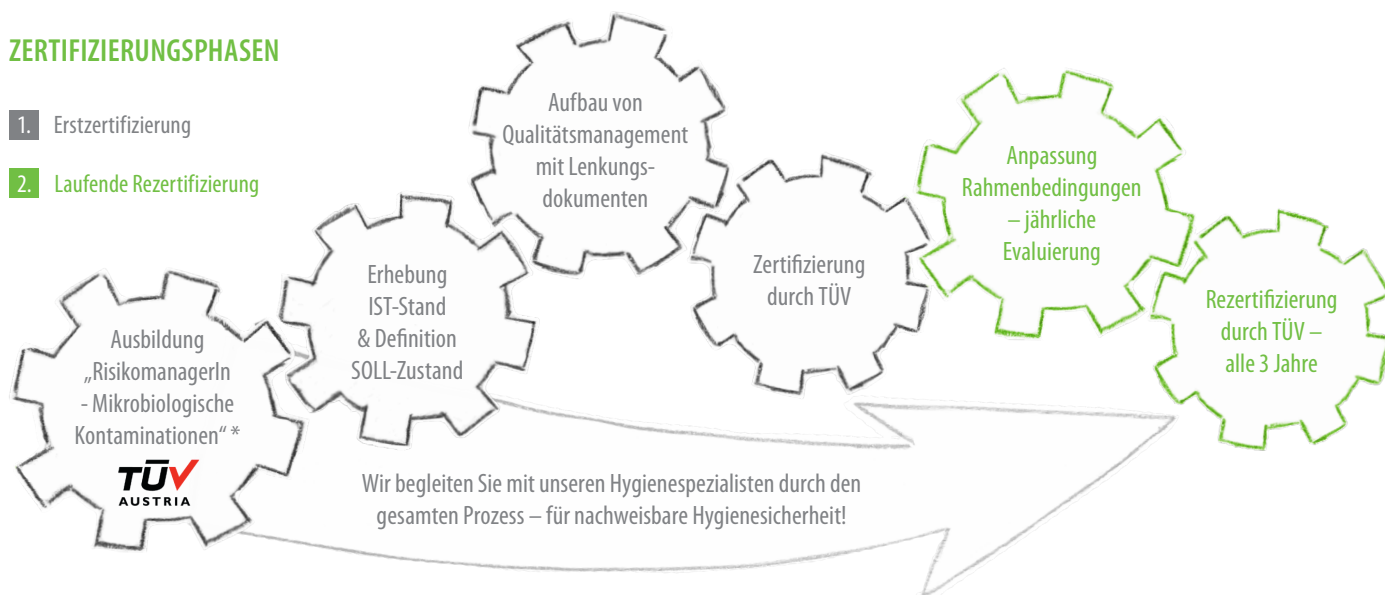 ZERTIFIZIERUNGSPHASEN
1. Erstzertifizierung
2. Laufende Rezertifizierung
Ausbildung
„RisikomanagerIn
- Mikrobiologische
Kontaminationen“ *
TÜV
AUSTRIA
Erhebung
IST-Stand
& Definition
SOLL-Zustand
Aufbau von
Qualitätsmanagement
mit Lenkungs-
dokumenten
Zertifizierung
durch TÜV
Anpassung
Rahmenbedingungen
– jährliche
Evaluierung
Rezertifizierung
durch TÜV –
alle 3 Jahre
Wir begleiten Sie mit unseren Hygienespezialisten durch den
gesamten Prozess – für nachweisbare Hygienesicherheit!